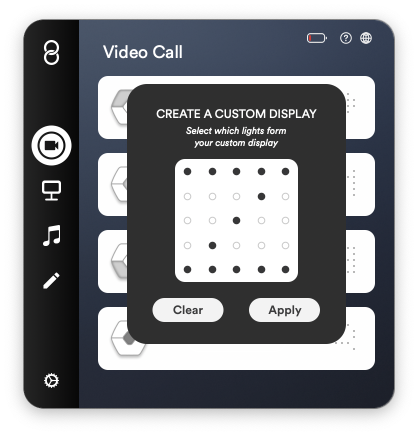 Video Call
CREATE A CUSTOM DISPLAY
Select which lights form
your custom display
Clear
Apply